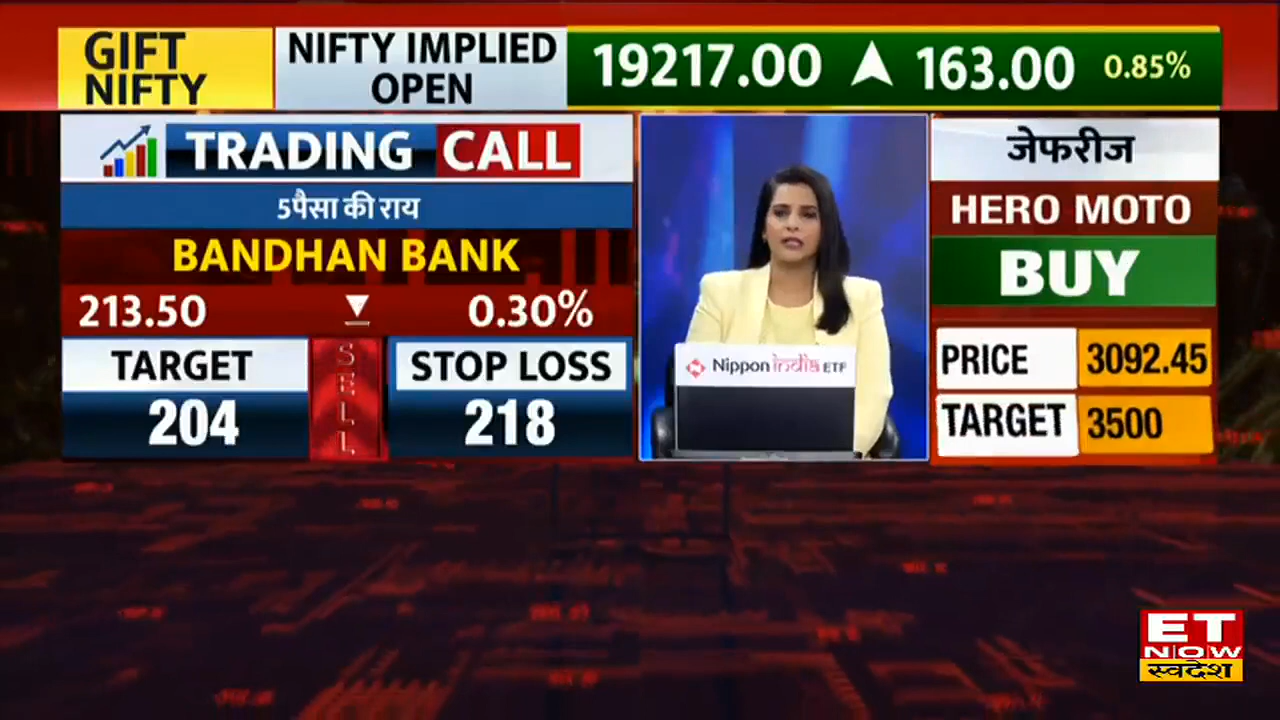 GIFT
NIFTY
NIFTY IMPLIED
OPEN
19217.00 ▲ 163.00 0.85%
TRADING CALL
5पैसा की राय
BANDHAN BANK
213.50 ▼ 0.30%
TARGET
204
SELL
STOP LOSS
218
Nippon india ETF
जेफरीज
HERO MOTO
BUY
PRICE 3092.45
TARGET 3500
ET
NOW
स्वदेश